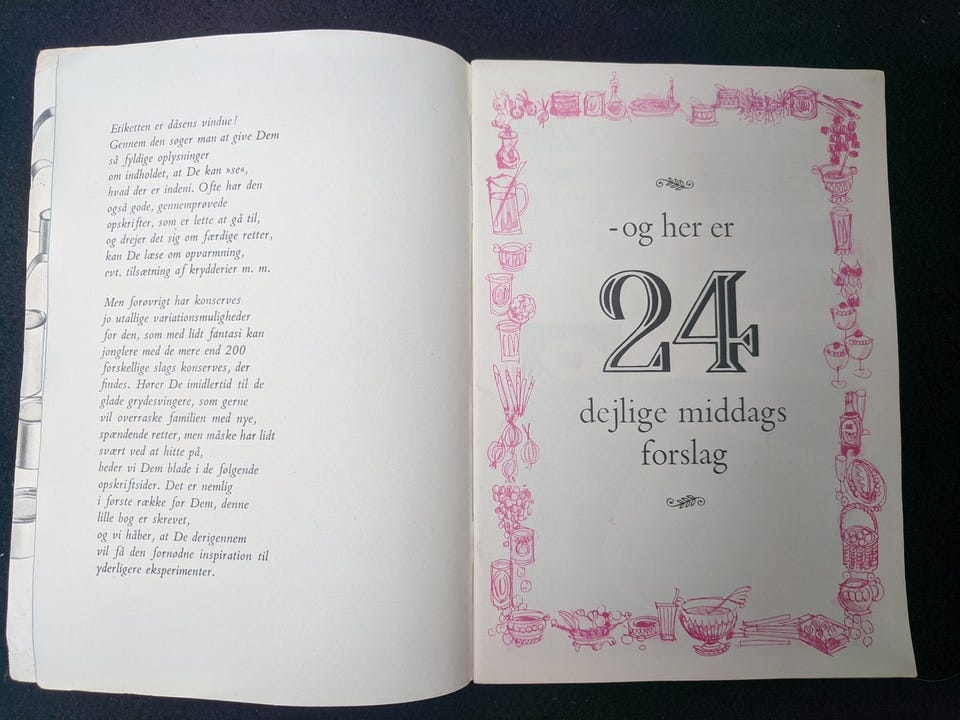 Etiketten er dåsens vindue!
Gennem den søger man at give Dem
så fyldige oplysninger
om indholdet, at De kan »se«,
hvad der er indeni. Ofte har den
også gode, gennemprøvede
opskrifter, som er lette at gå til,
og drejer det sig om færdige retter,
kan De læse om opvarmning,
evt. tilsætning af krydderier m. m.
Men forøvrigt har konserves
jo utallige variationsmuligheder
for den, som med lidt fantasi kan
jonglere med de mere end 200
forskellige slags konserves, der
findes. Hører De imidlertid til de
glade grydesvingere, som gerne
vil overraske familien med nye,
spændende retter, men måske har lidt
svært ved at hitte på,
beder vi Dem blade i de følgende
opskriftsider. Det er nemlig
i første række for Dem, denne
lille bog er skrevet,
og vi håber, at De derigennem
vil få den fornødne inspiration til
yderligere eksperimenter.
-og her er
24
dejlige middags
forslag